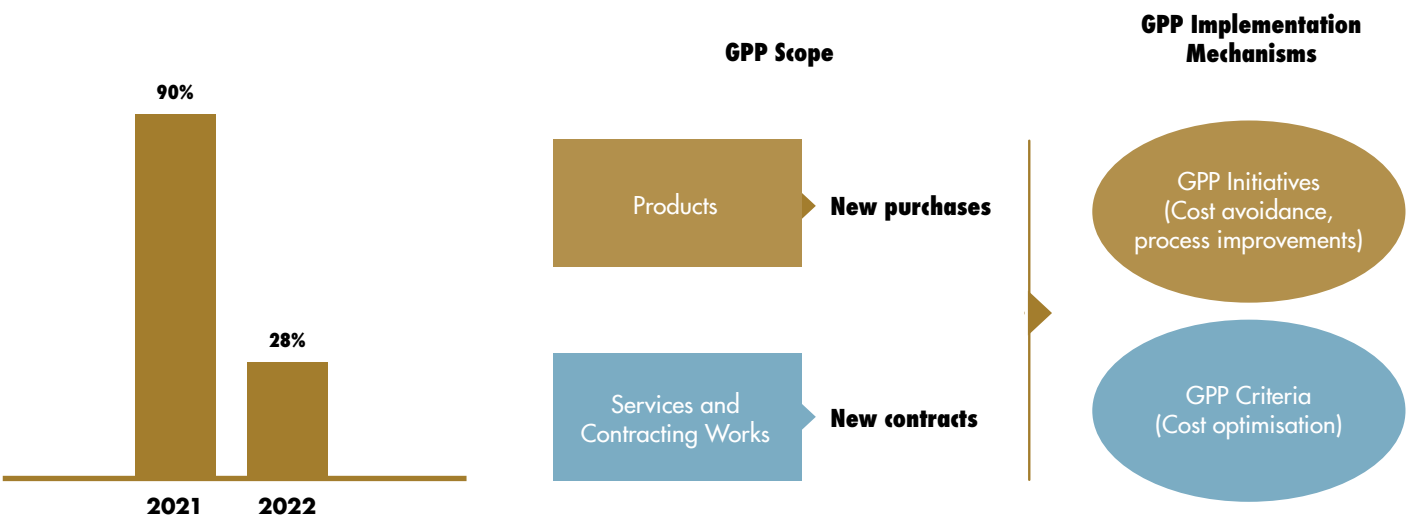 90%
28%
2021
2022
GPP Scope
Products
New purchases
Services and
Contracting Works
New contracts
GPP Implementation
Mechanisms
GPP Initiatives
(Cost avoidance,
process improvements)
GPP Criteria
(Cost optimisation)